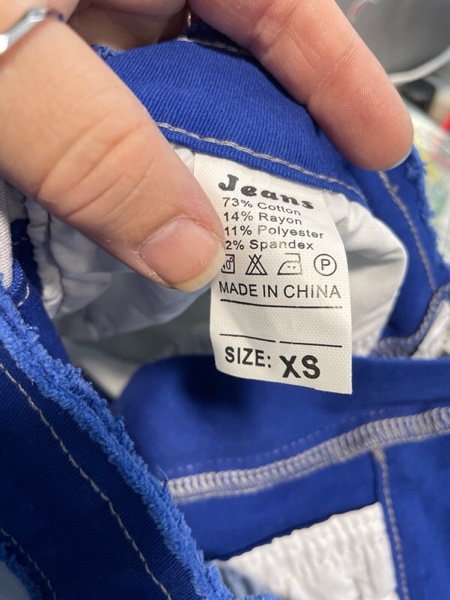 Jeans
73% Cotton
14% Rayon
11% Polyester
2% Spandex
P
MADE IN CHINA
SIZE: XS